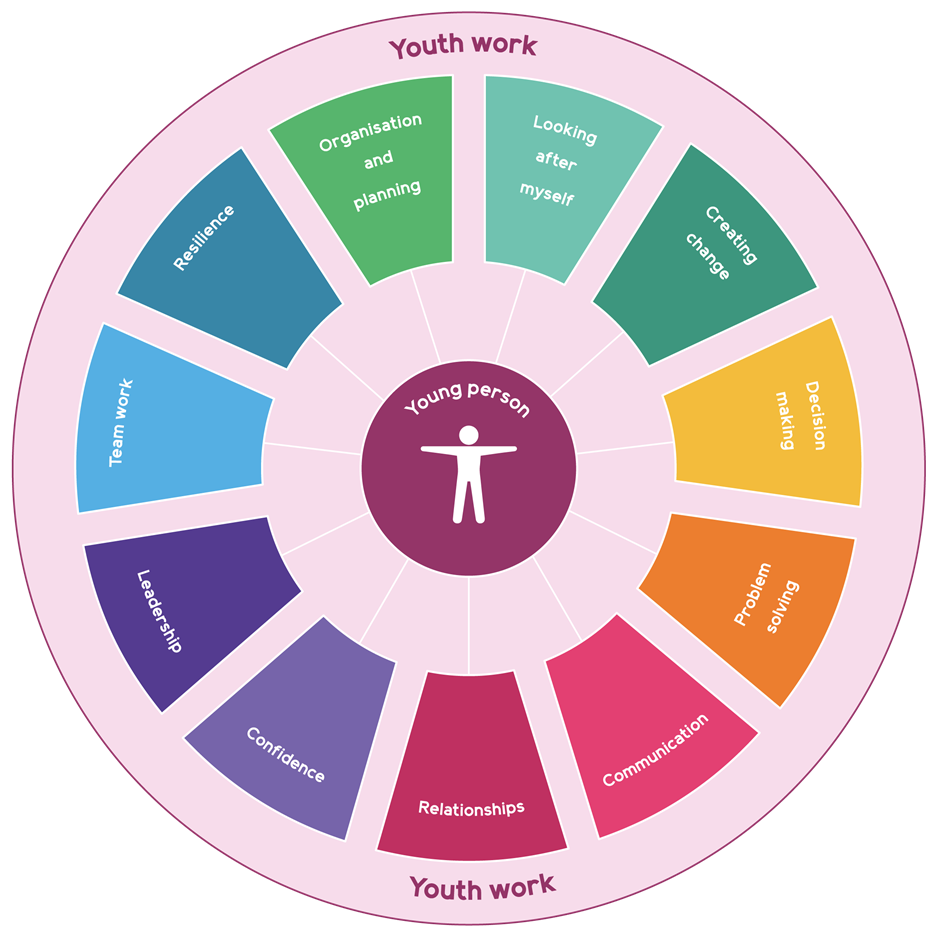 Youth work
Looking
after
myself
Creating
change
Decision
making
Problem
solving
Communication
Relationships
Confidence
Leadership
Team work
Resilience
Organisation
and
planning
Young person
Youth work